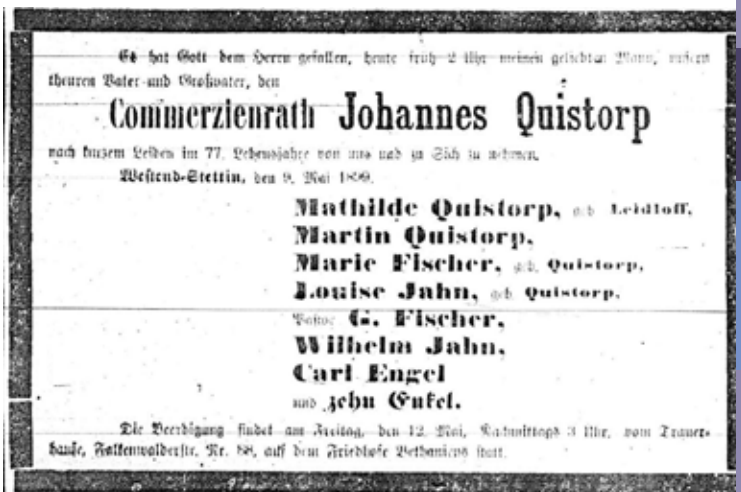 Es hat Gott dem Herrn gefallen, heute früh 2 Uhr meinen geliebten Mann, unsern
theuren Vater und Großvater, den
Commerzienrath Johannes Quistorp
nach kurzem Leiden im 77. Lebensjahre von uns und zu Sich zu nehmen.
Westend-Stettin, den 9. Mai 1899.
Mathilde Quistorp, geb. Leidloff,
Martin Quistorp,
Marie Fischer, geb. Quistorp,
Louise Jahn, geb. Quistorp,
Pastor G. Fischer,
Wilhelm Jahn,
Carl Engel
und zehn Enkel.
Die Beerdigung findet am Freitag, den 12. Mai, Nachmittags 3 Uhr, vom Trauer-
hause, Falkenwalderstr. Nr. 88, auf dem Friedhofe Bethaniens statt.